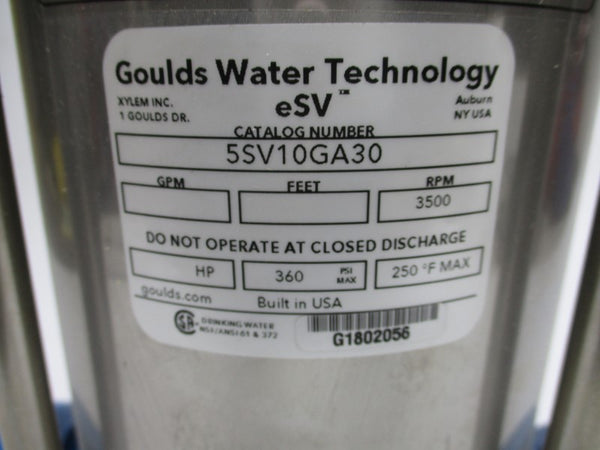 Goulds Water Technology
eSV™
XYLEM INC.
1 GOULDS DR.
Auburn
NY USA
CATALOG NUMBER
5SV10GA30
GPM FEET RPM
3500
DO NOT OPERATE AT CLOSED DISCHARGE
HP 360 PSI MAX 250 °F MAX
goulds.com Built in USA
DRINKING WATER
NSF/ANSI 61 & 372
G1802056